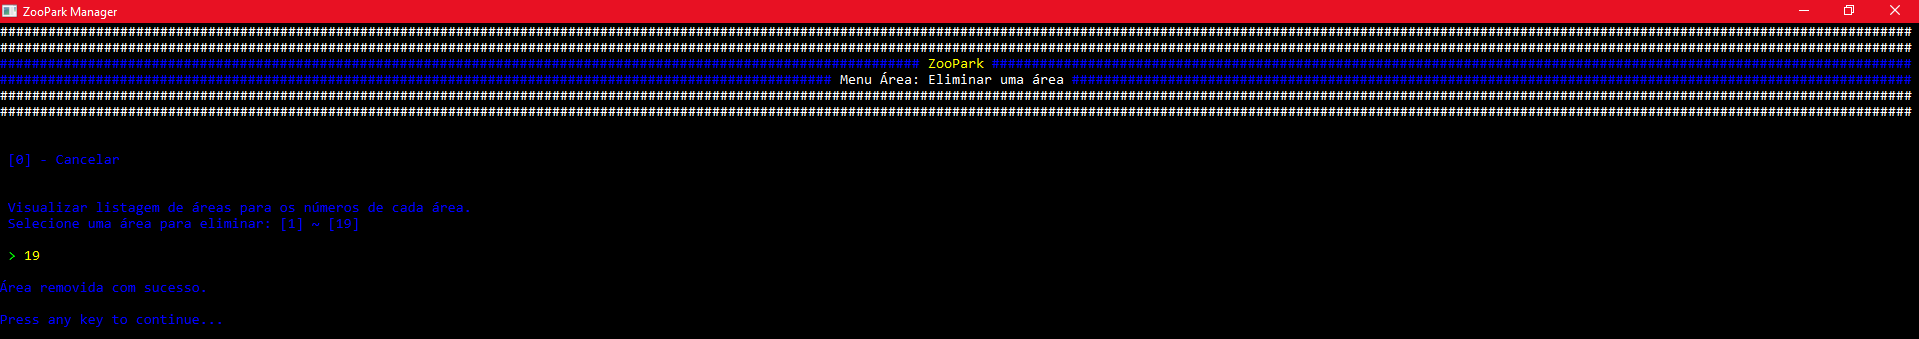 ZooPark Manager
ZooPark
Menu Área: Eliminar uma área
[0] - Cancelar
Visualizar listagem de áreas para os números de cada área.
Selecione uma área para eliminar: [1] ~ [19]
> 19
Área removida com sucesso.
Press any key to continue...